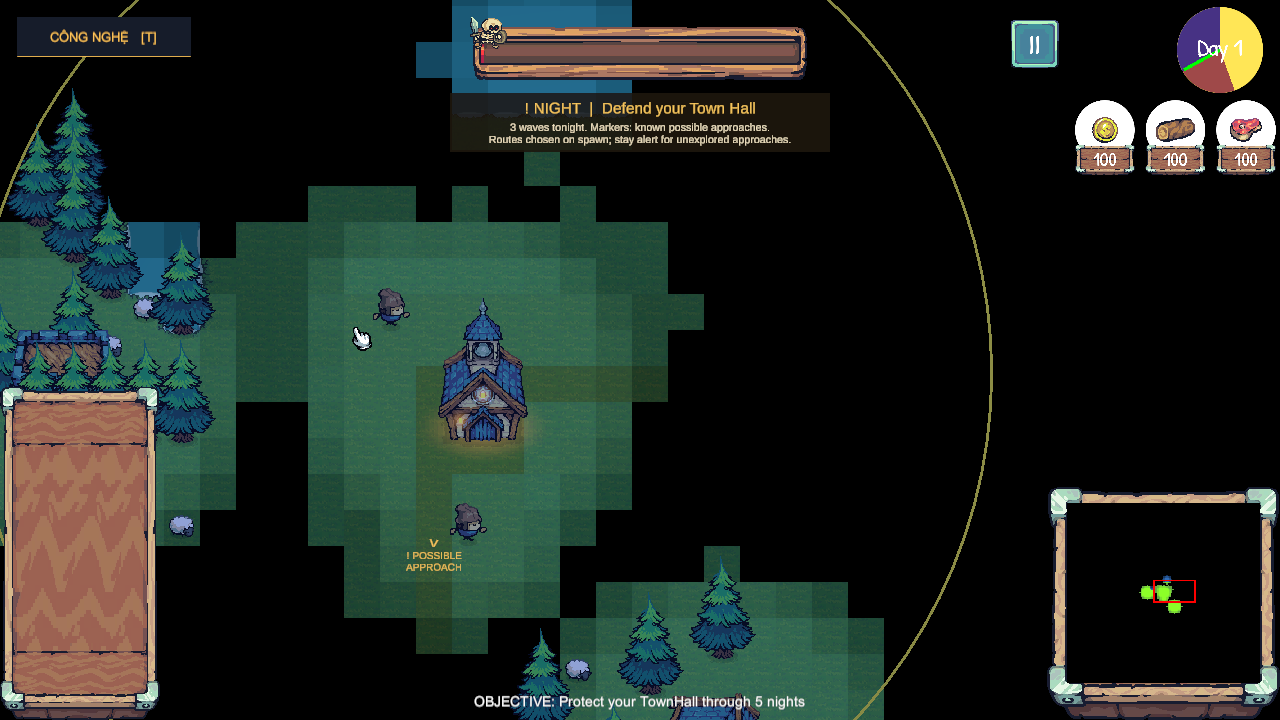 CÔNG NGHỆ [T]
Day 1
! NIGHT | Defend your Town Hall
3 waves tonight. Markers: known possible approaches.
Routes chosen on spawn; stay alert for unexplored approaches.
100
100
100
V
! POSSIBLE
APPROACH
OBJECTIVE: Protect your TownHall through 5 nights